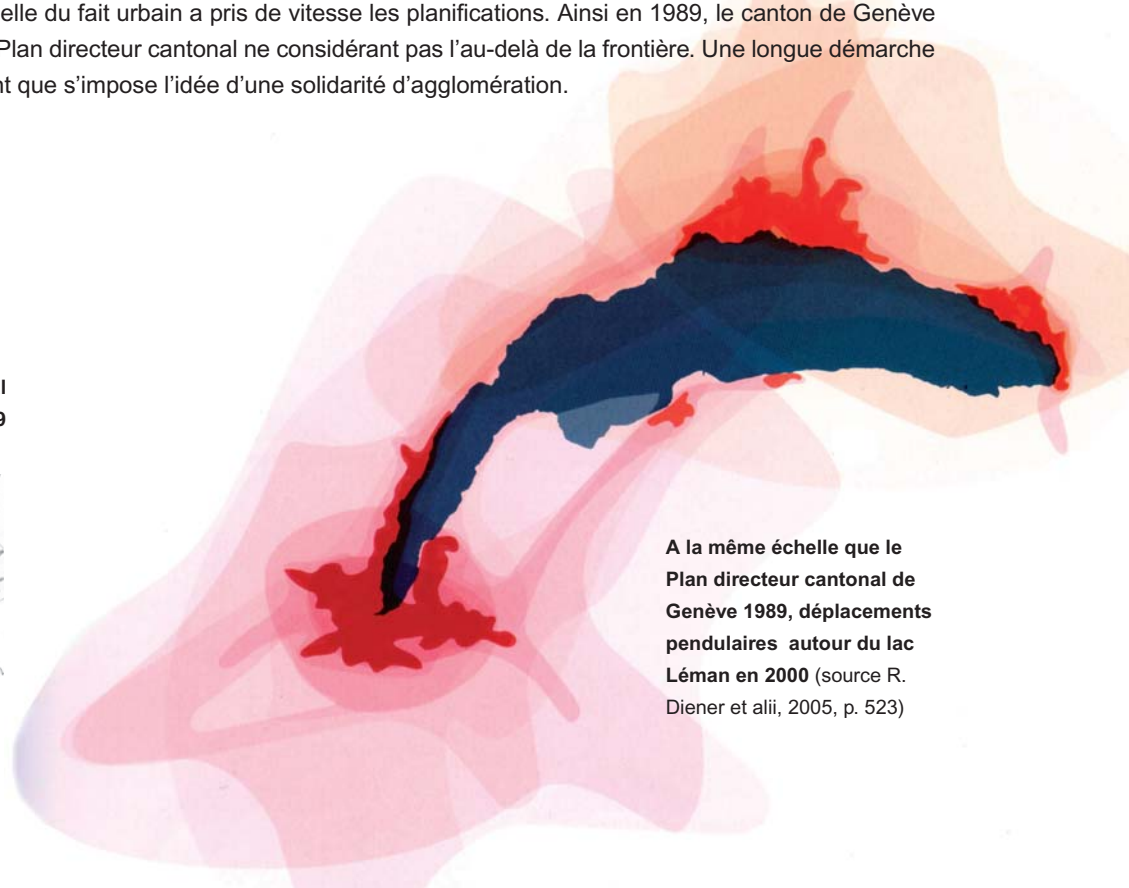 elle du fait urbain a pris de vitesse les planifications. Ainsi en 1989, le canton de Genève
Plan directeur cantonal ne considérant pas l'au-delà de la frontière. Une longue démarche
nt que s'impose l'idée d'une solidarité d'agglomération.
l
9
A la même échelle que le
Plan directeur cantonal de
Genève 1989, déplacements
pendulaires autour du lac
Léman en 2000 (source R.
Diener et alii, 2005, p. 523)